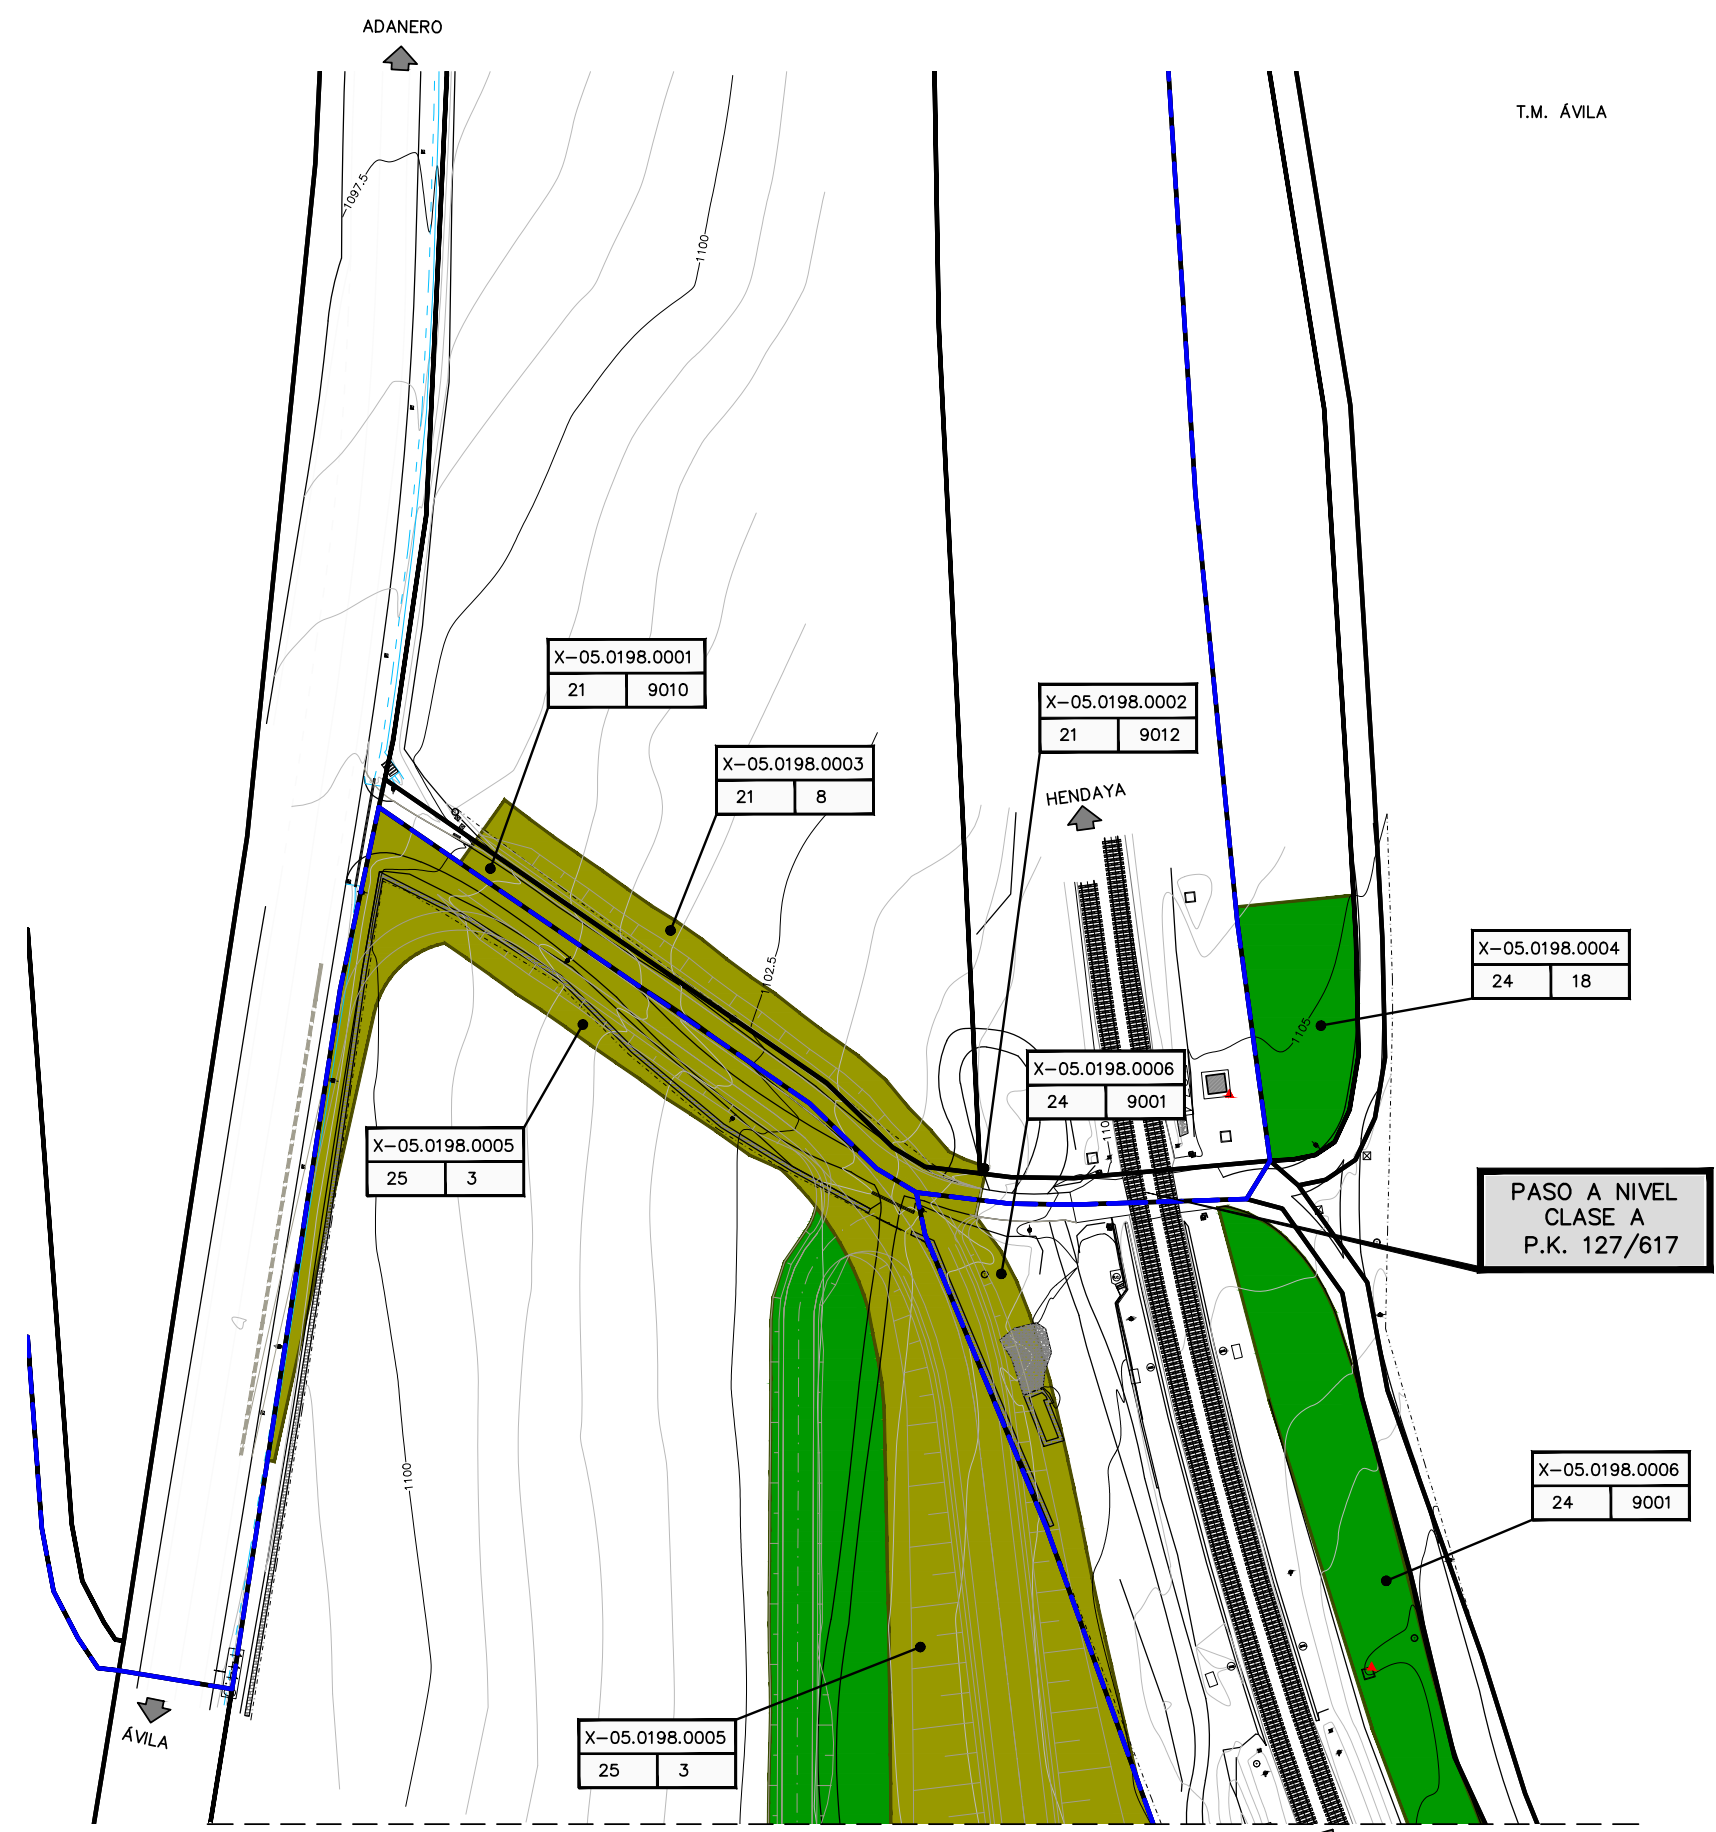 ADANERO
T.M. ÁVILA
-1097.5
1100
X-05.0198.0001
21 9010
X-05.0198.0002
21 9012
X-05.0198.0003
21 8
HENDAYA
X-05.0198.0004
24 18
1102.5
1105
X-05.0198.0006
24 9001
X-05.0198.0005
25 3
PASO A NIVEL
CLASE A
P.K. 127/617
1100
X-05.0198.0006
24 9001
ÁVILA
X-05.0198.0005
25 3